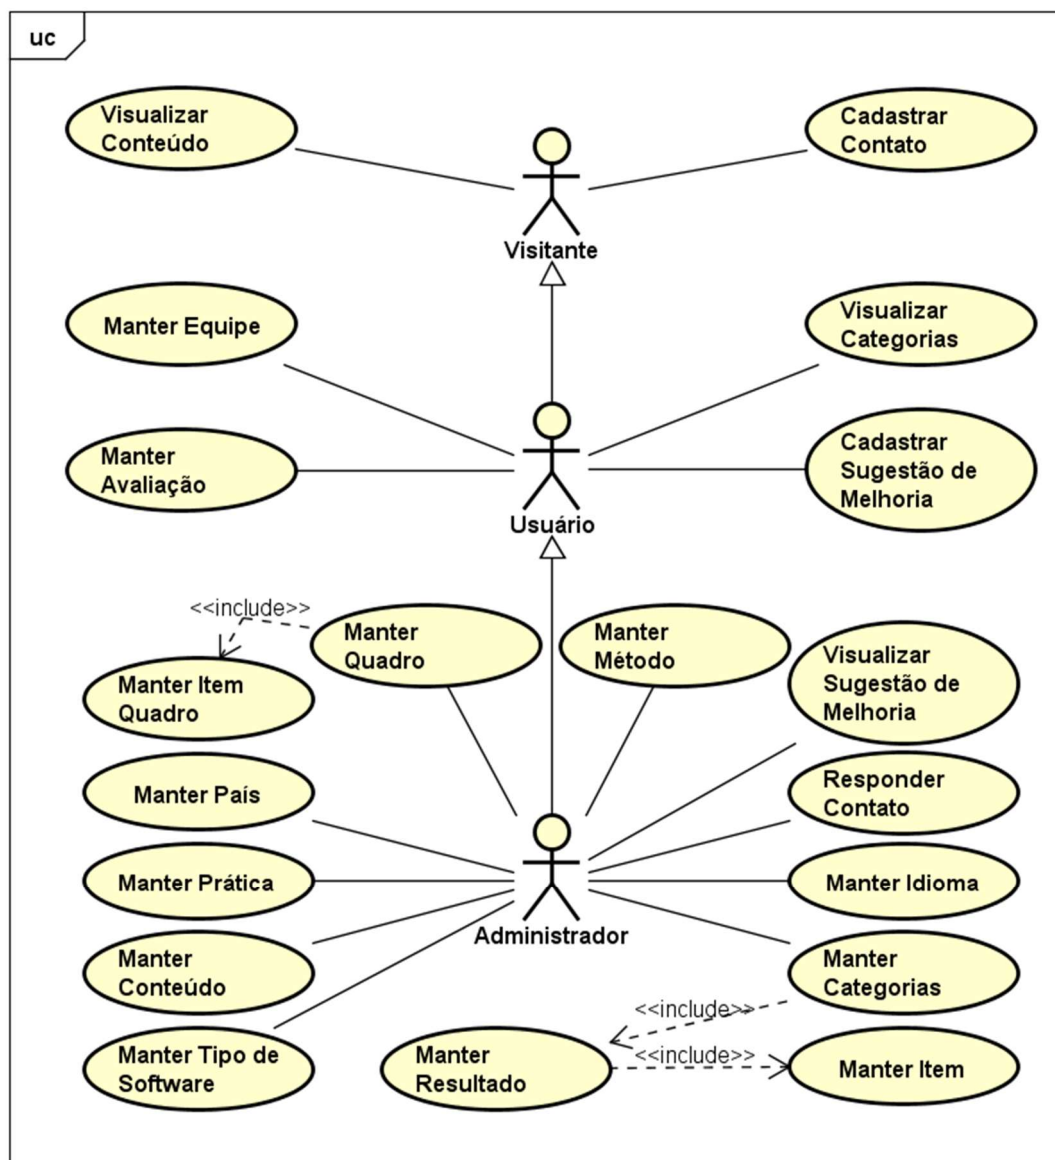 uc
Visualizar
Conteúdo
Cadastrar
Contato
Visitante
Manter Equipe
Visualizar
Categorias
Manter
Avaliação
Cadastrar
Sugestão de
Melhoria
Usuário
<<include>>
Manter
Quadro
Manter
Método
Visualizar
Sugestão de
Melhoria
Manter Item
Quadro
Manter País
Responder
Contato
Manter Prática
Manter Idioma
Administrador
Manter
Conteúdo
Manter
Categorias
<<include>>
Manter Tipo de
Software
Manter
Resultado
<<include>>
Manter Item